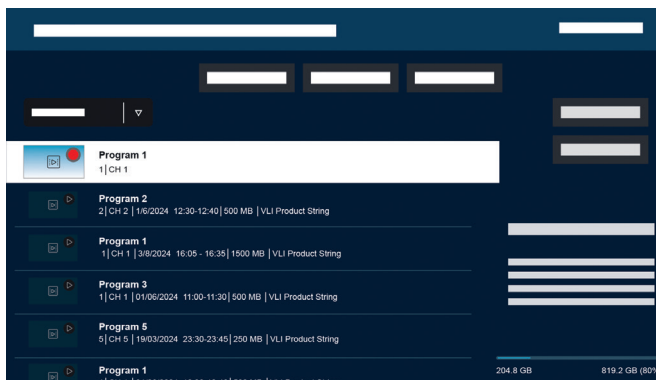 Program 1
1|CH 1
Program 2
2|CH 2 |1/6/2024 12:30-12:40|500 MB |VLI Product String
Program 1
1|CH 1 |3/8/2024 16:05 - 16:35|1500 MB |VLI Product String
Program 3
1|CH 1 |01/06/2024 11:00-11:30|500 MB |VLI Product String
Program 5
5|CH 5 |19/03/2024 23:30-23:45|250 MB |VLI Product String
Program 1
204.8 GB 819.2 GB (80%